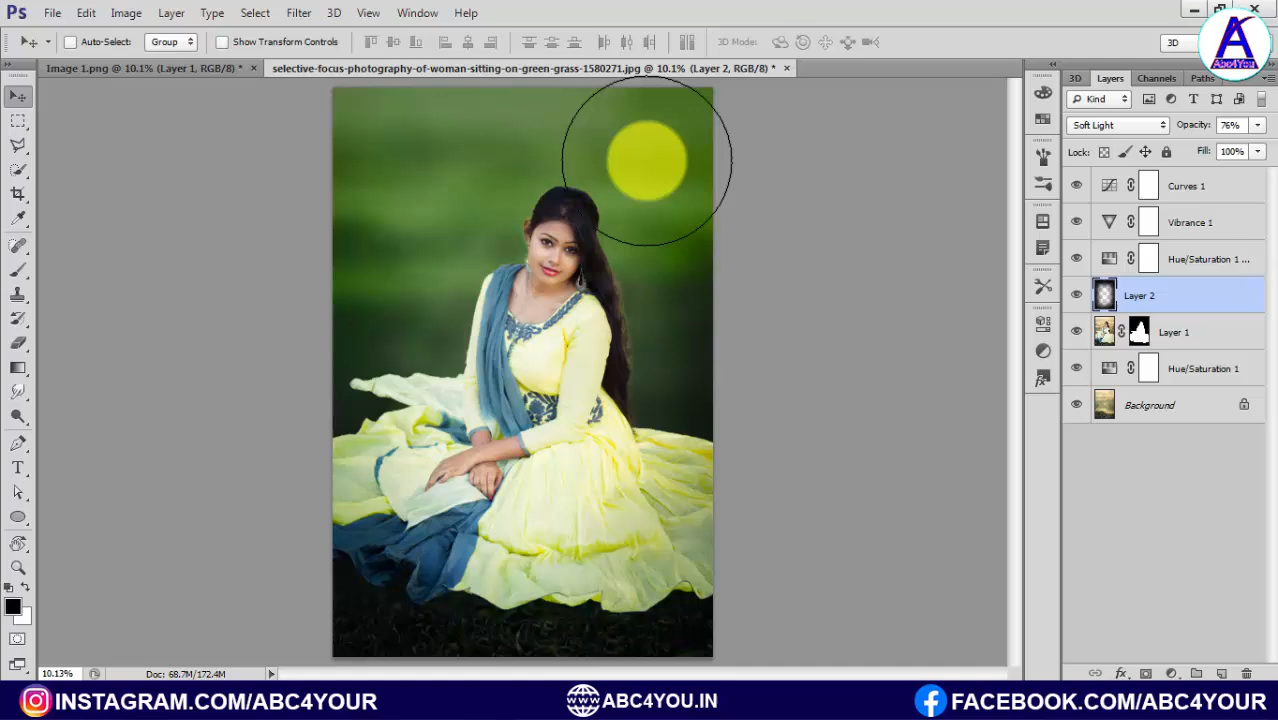 Ps File Edit Image Layer Type Select Filter 3D View Window Help
Auto-Select: Group Show Transform Controls 3D Mode: 3D
A
Abc4You
Image 1.png @ 10.1% (Layer 1, RGB/8) * × selective-focus-photography-of-woman-sitting-on-green-grass-1580271.jpg @ 10.1% (Layer 2, RGB/8) * ×
3D Layers Channels Paths
Kind
Soft Light Opacity: 76%
Lock: Fill: 100%
Curves 1
Vibrance 1
Hue/Saturation 1 ...
Layer 2
Layer 1
Hue/Saturation 1
Background
10.13% Doc: 68.7M/172.4M
INSTAGRAM.COM/ABC4YOUR ABC4YOU.IN FACEBOOK.COM/ABC4YOUR